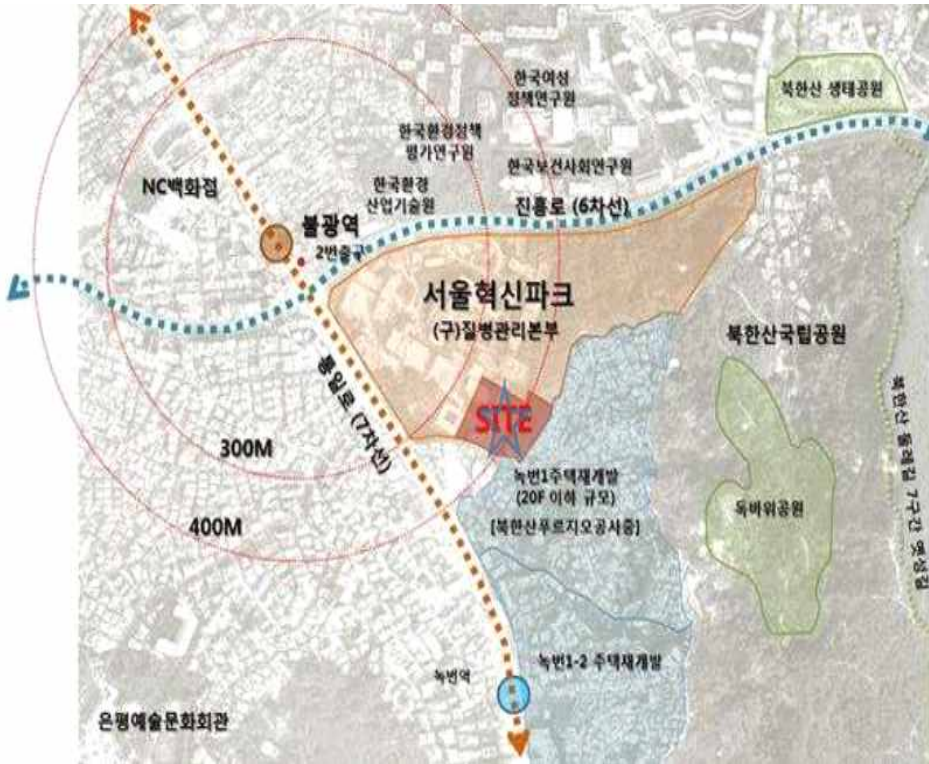 한국여성
정책연구원
북한산 생태공원
한국환경정책
평가연구원
한국보건사회연구원
NC백화점
한국환경
산업기술원
진흥로 (6차선)
불광역
2번출구
서울혁신파크
(구)질병관리본부
북한산국립공원
통일로 (7차선)
SITE
북한산 둘레길 7구간 옛성길
300M
녹번1주택재개발
(20F 이하 규모)
[북한산푸르지오공사중]
독바위공원
400M
녹번역
녹번1-2 주택재개발
은평예술문화회관